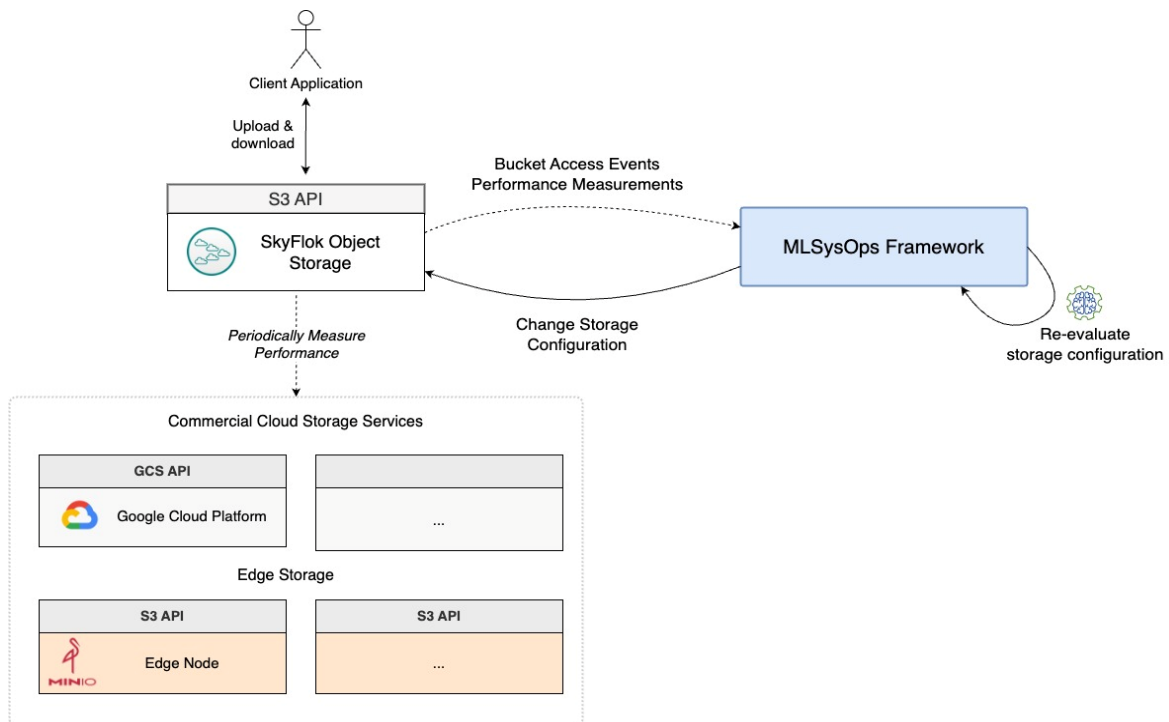 Client Application
Upload &
download
S3 API
SkyFlok Object
Storage
Bucket Access Events
Performance Measurements
MLSysOps Framework
Change Storage
Configuration
Re-evaluate
storage configuration
Periodically Measure
Performance
Commercial Cloud Storage Services
GCS API
Google Cloud Platform
...
Edge Storage
S3 API
MINIO
Edge Node
S3 API
...